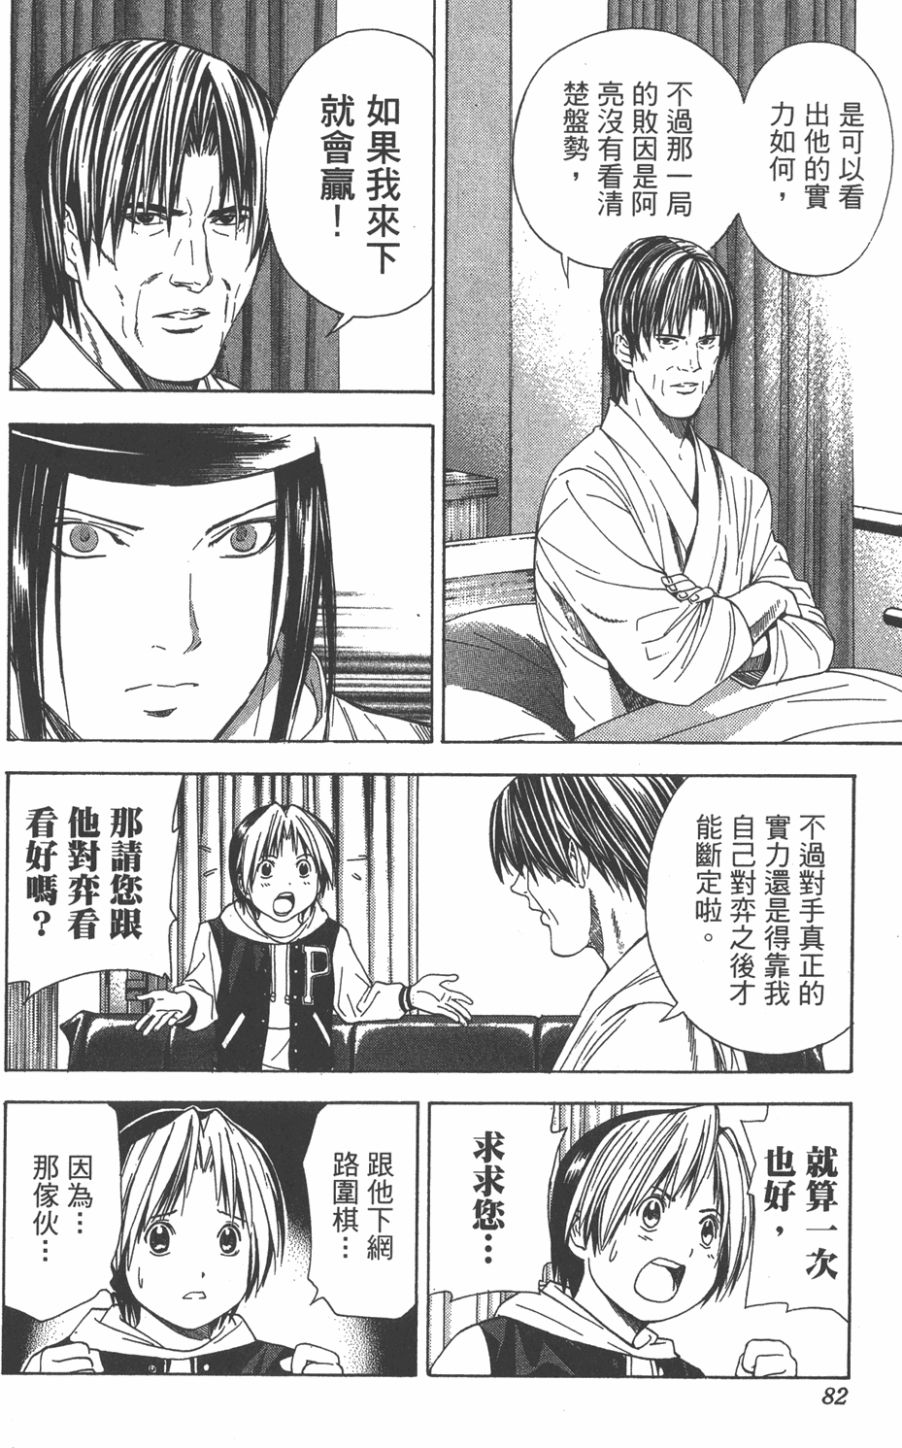 是可以看
出他的實
力如何，
不過那一局
的敗因是阿
亮沒有看清
楚盤勢，
如果我來下
就會贏！
不過對手真正的
實力還是得靠我
自己對弈之後才
能斷定啦。
那請您跟
他對弈看
看好嗎？
就算一次
也好，
求求您…
跟他下網
路圍棋…
因為…
那傢伙…
P
82